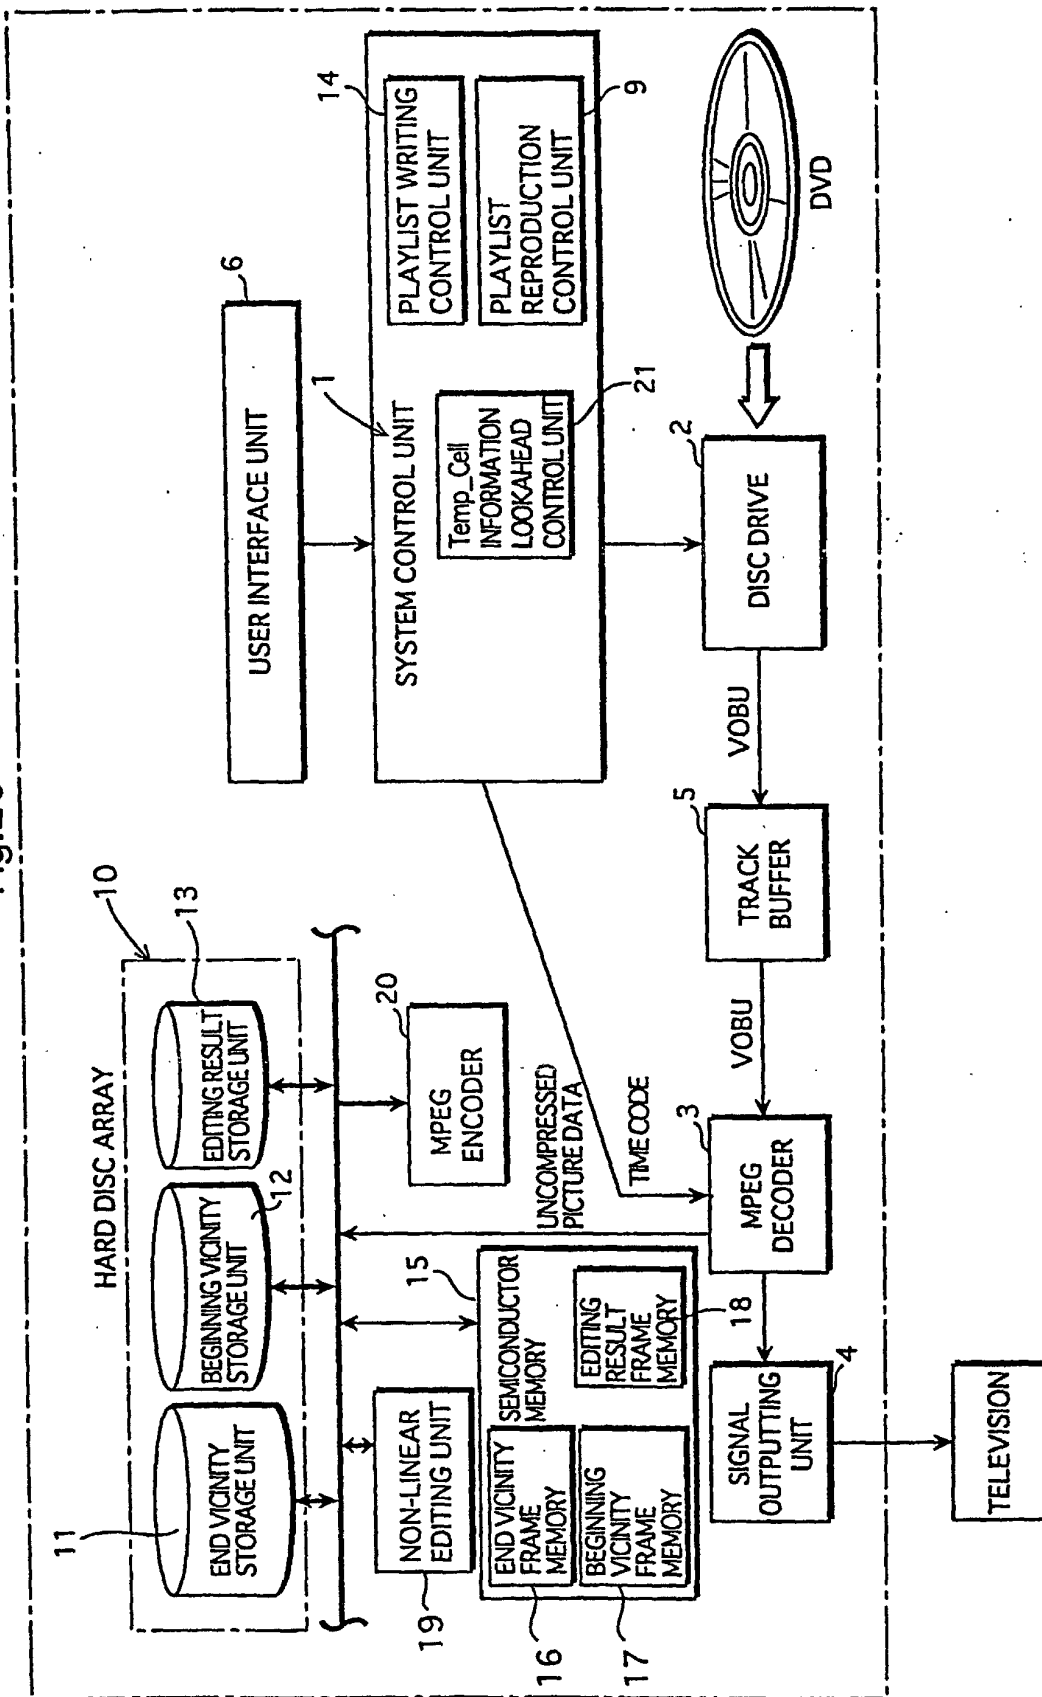 HARD DISC ARRAY
10
11
END VICINITY
STORAGE UNIT
BEGINNING VICINITY
STORAGE UNIT
12
EDITING RESULT
STORAGE UNIT
13
USER INTERFACE UNIT
6
NON-LINEAR
EDITING UNIT
19
MPEG
ENCODER
20
SYSTEM CONTROL UNIT
1
PLAYLIST WRITING
CONTROL UNIT
14
Temp_Cell
INFORMATION
LOOKAHEAD
CONTROL UNIT
21
PLAYLIST
REPRODUCTION
CONTROL UNIT
9
15
SEMICONDUCTOR
MEMORY
END VICINITY
FRAME
MEMORY
16
BEGINNING
VICINITY
FRAME
MEMORY
17
EDITING
RESULT
FRAME
MEMORY
18
UNCOMPRESSED
PICTURE DATA
TIME CODE
SIGNAL
OUTPUTTING
UNIT
4
MPEG
DECODER
3
VOBU
TRACK
BUFFER
5
VOBU
DISC DRIVE
2
DVD
TELEVISION